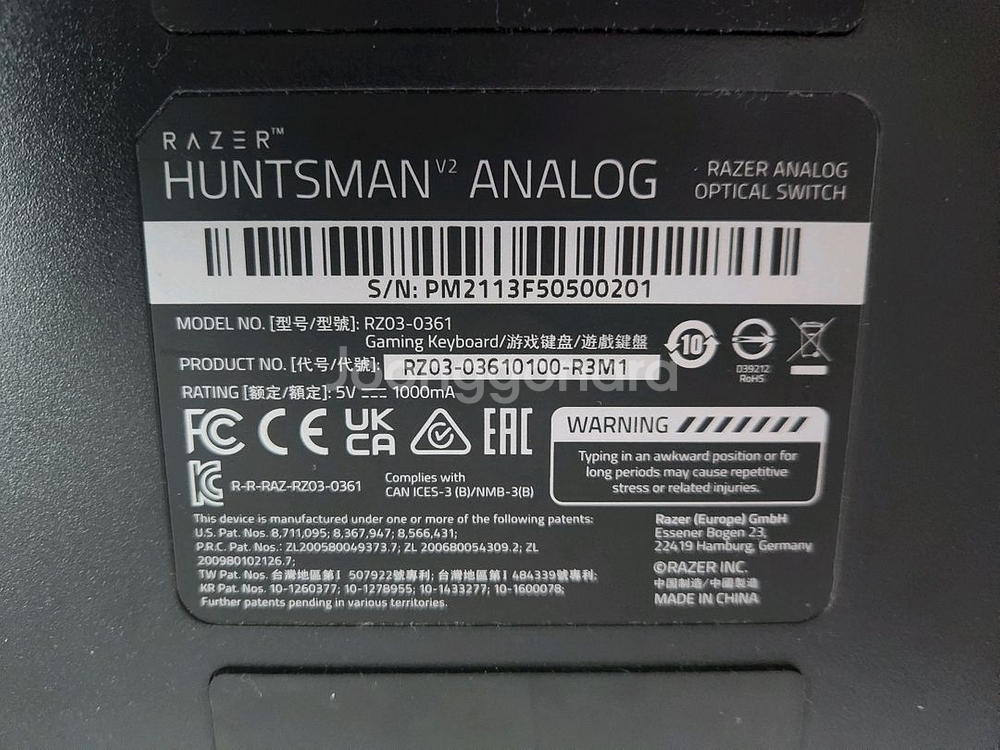 RAZER™
HUNTSMAN V2 ANALOG
RAZER ANALOG
OPTICAL SWITCH
S/N: PM2113F50500201
MODEL NO. [型号/型號]: RZ03-0361
Gaming Keyboard/游戏键盘/遊戲鍵盤
PRODUCT NO. [代号/代號]: RZ03-03610100-R3M1
RATING [额定/額定]: 5V ⎓ 1000mA
10
D39212
RoHS
Joonggonara
FC CE UK CA EAC
WARNING
Typing in an awkward position or for
long periods may cause repetitive
stress or related injuries.
KC R-R-RAZ-RZ03-0361
Complies with
CAN ICES-3 (B)/NMB-3(B)
This device is manufactured under one or more of the following patents:
U.S. Pat. Nos. 8,711,095; 8,367,947; 8,566,431;
P.R.C. Pat. Nos.: ZL200580049373.7; ZL 200680054309.2; ZL
200980102126.7;
TW Pat. Nos. 台灣地區第I 507922號專利; 台灣地區第I 484339號專利;
KR Pat. Nos. 10-1260377; 10-1278955; 10-1433277; 10-1600078;
Further patents pending in various territories.
Razer (Europe) GmbH
Essener Bogen 23,
22419 Hamburg, Germany
©RAZER INC.
中国制造/中國製造
MADE IN CHINA